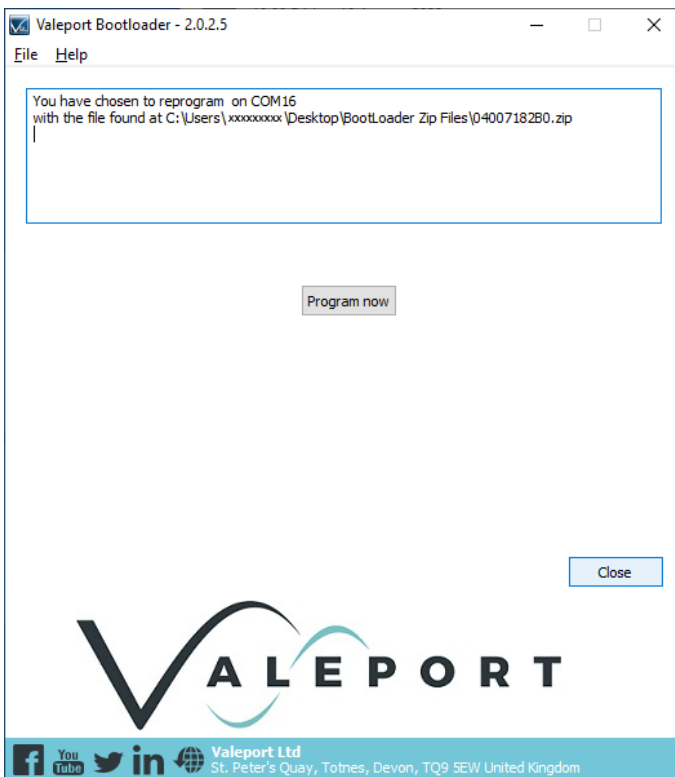 Valeport Bootloader - 2.0.2.5
File Help
You have chosen to reprogram  on COM16
with the file found at C:\Users\xxxxxxxxx\Desktop\BootLoader Zip Files\04007182B0.zip
Program now
Close
VALEPORT
You
Tube
in
Valeport Ltd
St. Peter's Quay, Totnes, Devon, TQ9 5EW United Kingdom